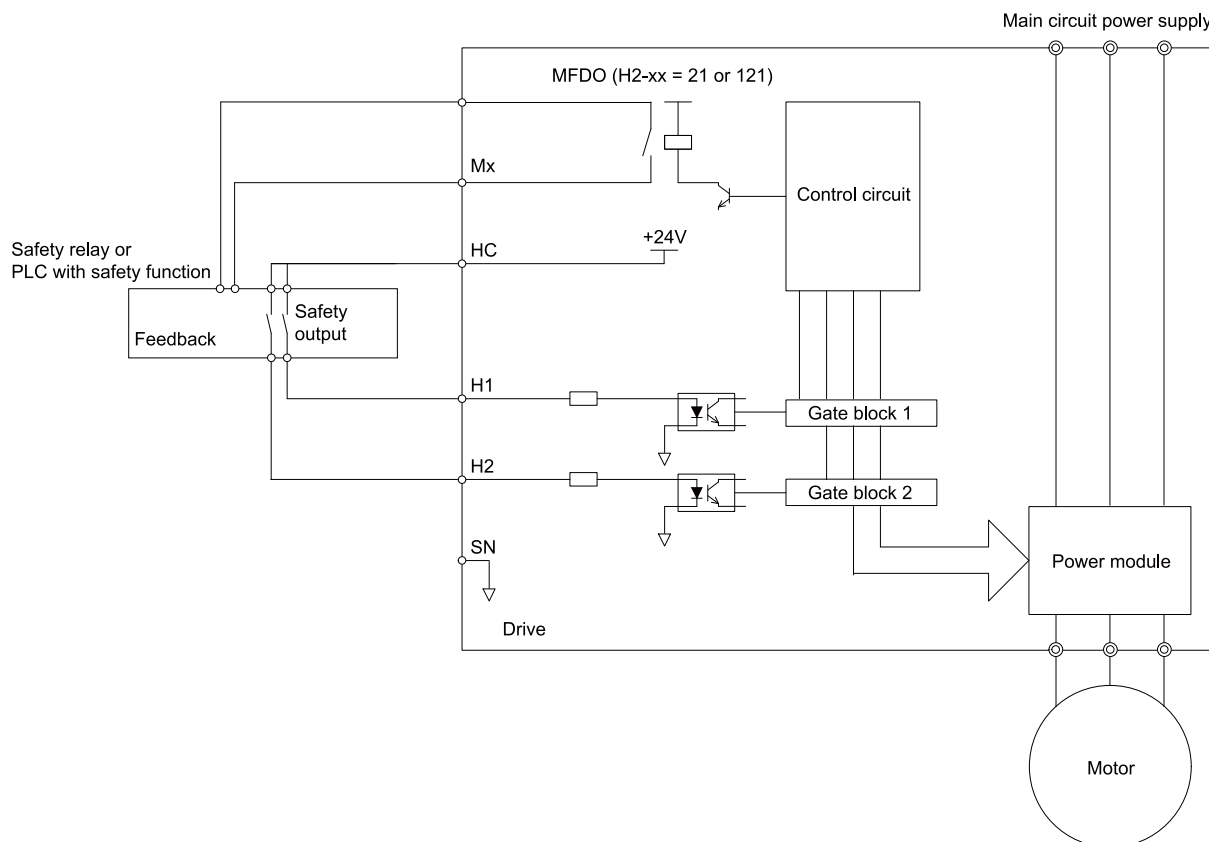 Main circuit power supply
MFDO (H2-xx = 21 or 121)
Mx
Control circuit
+24V
HC
Safety relay or
PLC with safety function
Safety
output
Feedback
H1
Gate block 1
H2
Gate block 2
SN
Power module
Drive
Motor